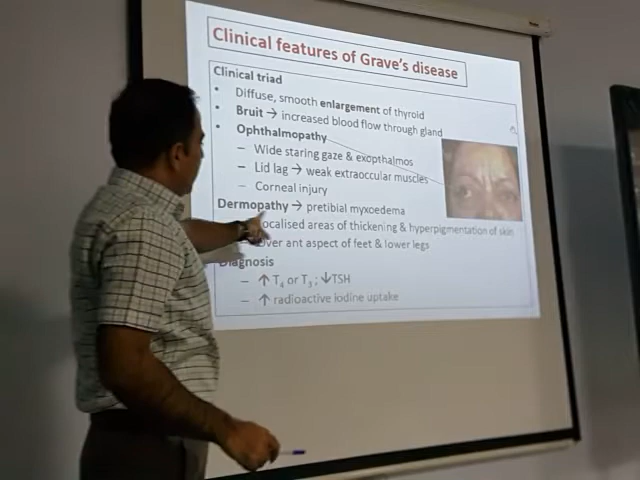 Clinical features of Grave's disease
Clinical triad
• Diffuse, smooth enlargement of thyroid
• Bruit → increased blood flow through gland
• Ophthalmopathy
– Wide staring gaze & exopthalmos
– Lid lag → weak extraoccular muscles
– Corneal injury
Dermopathy → pretibial myxoedema
ocalised areas of thickening & hyperpigmentation of skin
over ant aspect of feet & lower legs
Diagnosis
– ↑ T4 or T3 ; ↓TSH
– ↑ radioactive iodine uptake